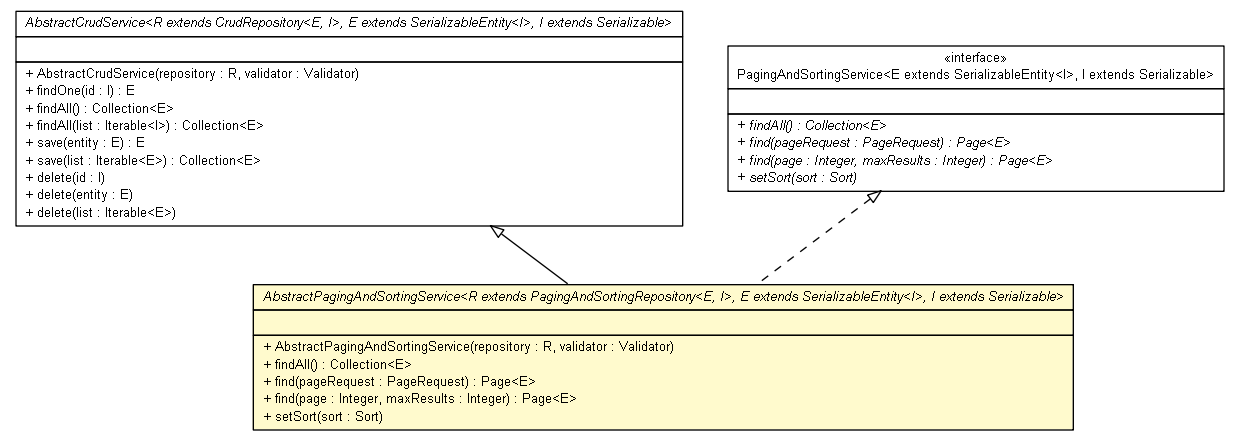 AbstractCrudService<R extends CrudRepository<E, I>, E extends SerializableEntity<I>, I extends Serializable>
+ AbstractCrudService(repository : R, validator : Validator)
+ findOne(id : I) : E
+ findAll() : Collection<E>
+ findAll(list : Iterable<I>) : Collection<E>
+ save(entity : E) : E
+ save(list : Iterable<E>) : Collection<E>
+ delete(id : I)
+ delete(entity : E)
+ delete(list : Iterable<E>)
«interface»
PagingAndSortingService<E extends SerializableEntity<I>, I extends Serializable>
+ findAll() : Collection<E>
+ find(pageRequest : PageRequest) : Page<E>
+ find(page : Integer, maxResults : Integer) : Page<E>
+ setSort(sort : Sort)
AbstractPagingAndSortingService<R extends PagingAndSortingRepository<E, I>, E extends SerializableEntity<I>, I extends Serializable>
+ AbstractPagingAndSortingService(repository : R, validator : Validator)
+ findAll() : Collection<E>
+ find(pageRequest : PageRequest) : Page<E>
+ find(page : Integer, maxResults : Integer) : Page<E>
+ setSort(sort : Sort)